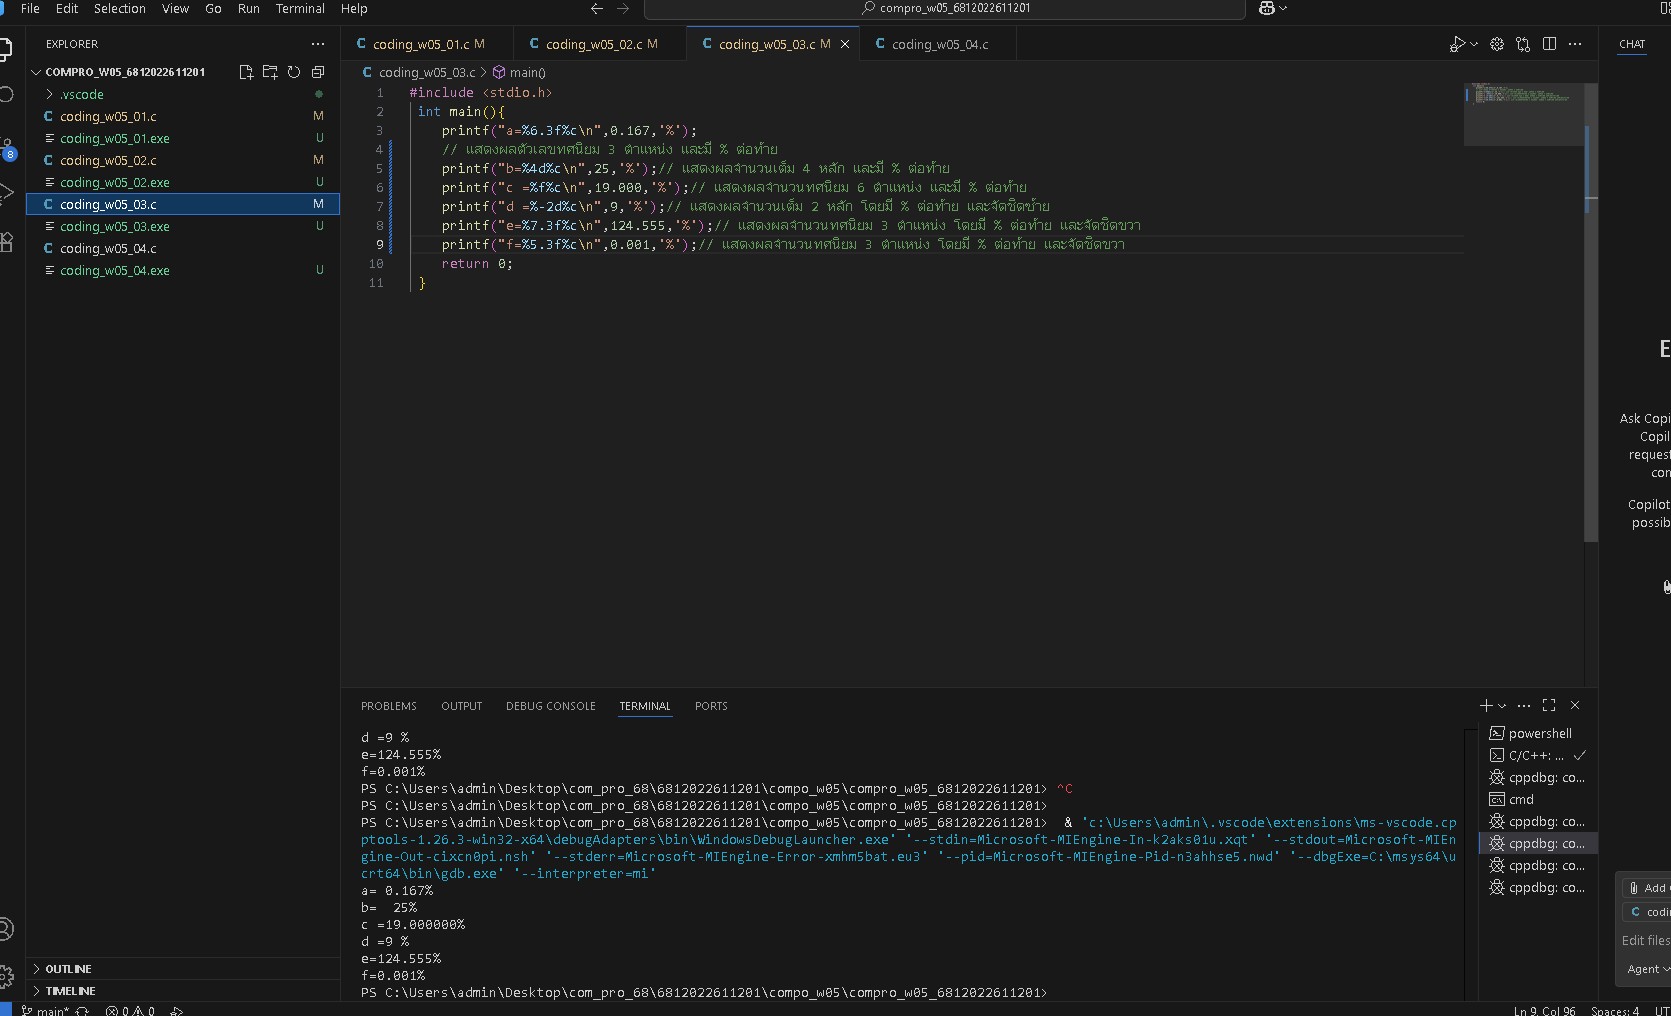 File Edit Selection View Go Run Terminal Help
compro_w05_6812022611201
EXPLORER
COMPRO_W05_6812022611201
.vscode
coding_w05_01.c M
coding_w05_01.exe U
coding_w05_02.c M
coding_w05_02.exe U
coding_w05_03.c M
coding_w05_03.exe U
coding_w05_04.c
coding_w05_04.exe U
OUTLINE
TIMELINE
8
C coding_w05_01.c M C coding_w05_02.c M C coding_w05_03.c M C coding_w05_04.c
C coding_w05_03.c > main()
1 #include <stdio.h>
2 int main(){
3 printf("a=%6.3f%c\n",0.167,'%');
4 // แสดงผลตัวเลขทศนิยม 3 ตำแหน่ง และมี % ต่อท้าย
5 printf("b=%4d%c\n",25,'%');// แสดงผลจำนวนเต็ม 4 หลัก และมี % ต่อท้าย
6 printf("c =%f%c\n",19.000,'%');// แสดงผลจำนวนทศนิยม 6 ตำแหน่ง และมี % ต่อท้าย
7 printf("d =%-2d%c\n",9,'%');// แสดงผลจำนวนเต็ม 2 หลัก โดยมี % ต่อท้าย และจัดชิดซ้าย
8 printf("e=%7.3f%c\n",124.555,'%');// แสดงผลจำนวนทศนิยม 3 ตำแหน่ง โดยมี % ต่อท้าย และจัดชิดขวา
9 printf("f=%5.3f%c\n",0.001,'%');// แสดงผลจำนวนทศนิยม 3 ตำแหน่ง โดยมี % ต่อท้าย และจัดชิดขวา
10 return 0;
11 }
PROBLEMS OUTPUT DEBUG CONSOLE TERMINAL PORTS
d =9 %
e=124.555%
f=0.001%
PS C:\Users\admin\Desktop\com_pro_68\6812022611201\compo_w05\compro_w05_6812022611201> ^C
PS C:\Users\admin\Desktop\com_pro_68\6812022611201\compo_w05\compro_w05_6812022611201>
PS C:\Users\admin\Desktop\com_pro_68\6812022611201\compo_w05\compro_w05_6812022611201> & 'c:\Users\admin\.vscode\extensions\ms-vscode.cp
ptools-1.26.3-win32-x64\debugAdapters\bin\WindowsDebugLauncher.exe' '--stdin=Microsoft-MIEngine-In-k2aks01u.xqt' '--stdout=Microsoft-MIEn
gine-Out-cixcn0pi.nsh' '--stderr=Microsoft-MIEngine-Error-xmhm5bat.eu3' '--pid=Microsoft-MIEngine-Pid-n3ahhse5.nwd' '--dbgExe=C:\msys64\u
crt64\bin\gdb.exe' '--interpreter=mi'
a= 0.167%
b=  25%
c =19.000000%
d =9 %
e=124.555%
f=0.001%
PS C:\Users\admin\Desktop\com_pro_68\6812022611201\compo_w05\compro_w05_6812022611201>
powershell
C/C++: ...
cppdbg: co...
cmd
cppdbg: co...
cppdbg: co...
cppdbg: co...
cppdbg: co...
CHAT
E
Ask Copi
Copil
request
con
Copilot
possib
Add
C codi
Edit files
Agent
main* 0 0 Ln 9, Col 96 Spaces: 4 UT